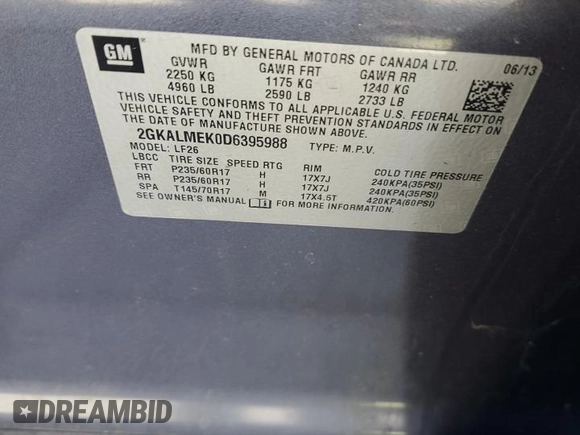 GM
MFD BY GENERAL MOTORS OF CANADA LTD. 06/13
GVWR GAWR FRT GAWR RR
2250 KG 1175 KG 1240 KG
4960 LB 2590 LB 2733 LB
THIS VEHICLE CONFORMS TO ALL APPLICABLE U.S. FEDERAL MOTOR
VEHICLE SAFETY AND THEFT PREVENTION STANDARDS IN EFFECT ON
THE DATE OF MANUFACTURE SHOWN ABOVE.
2GKALMEK0D6395988 TYPE: M.P.V.
MODEL: LF26
LBCC TIRE SIZE SPEED RTG RIM COLD TIRE PRESSURE
FRT P235/60R17 H 17X7J 240KPA(35PSI)
RR P235/60R17 H 17X7J 240KPA(35PSI)
SPA T145/70R17 M 17X4.5T 420KPA(60PSI)
SEE OWNER'S MANUAL FOR MORE INFORMATION.
DREAMBID